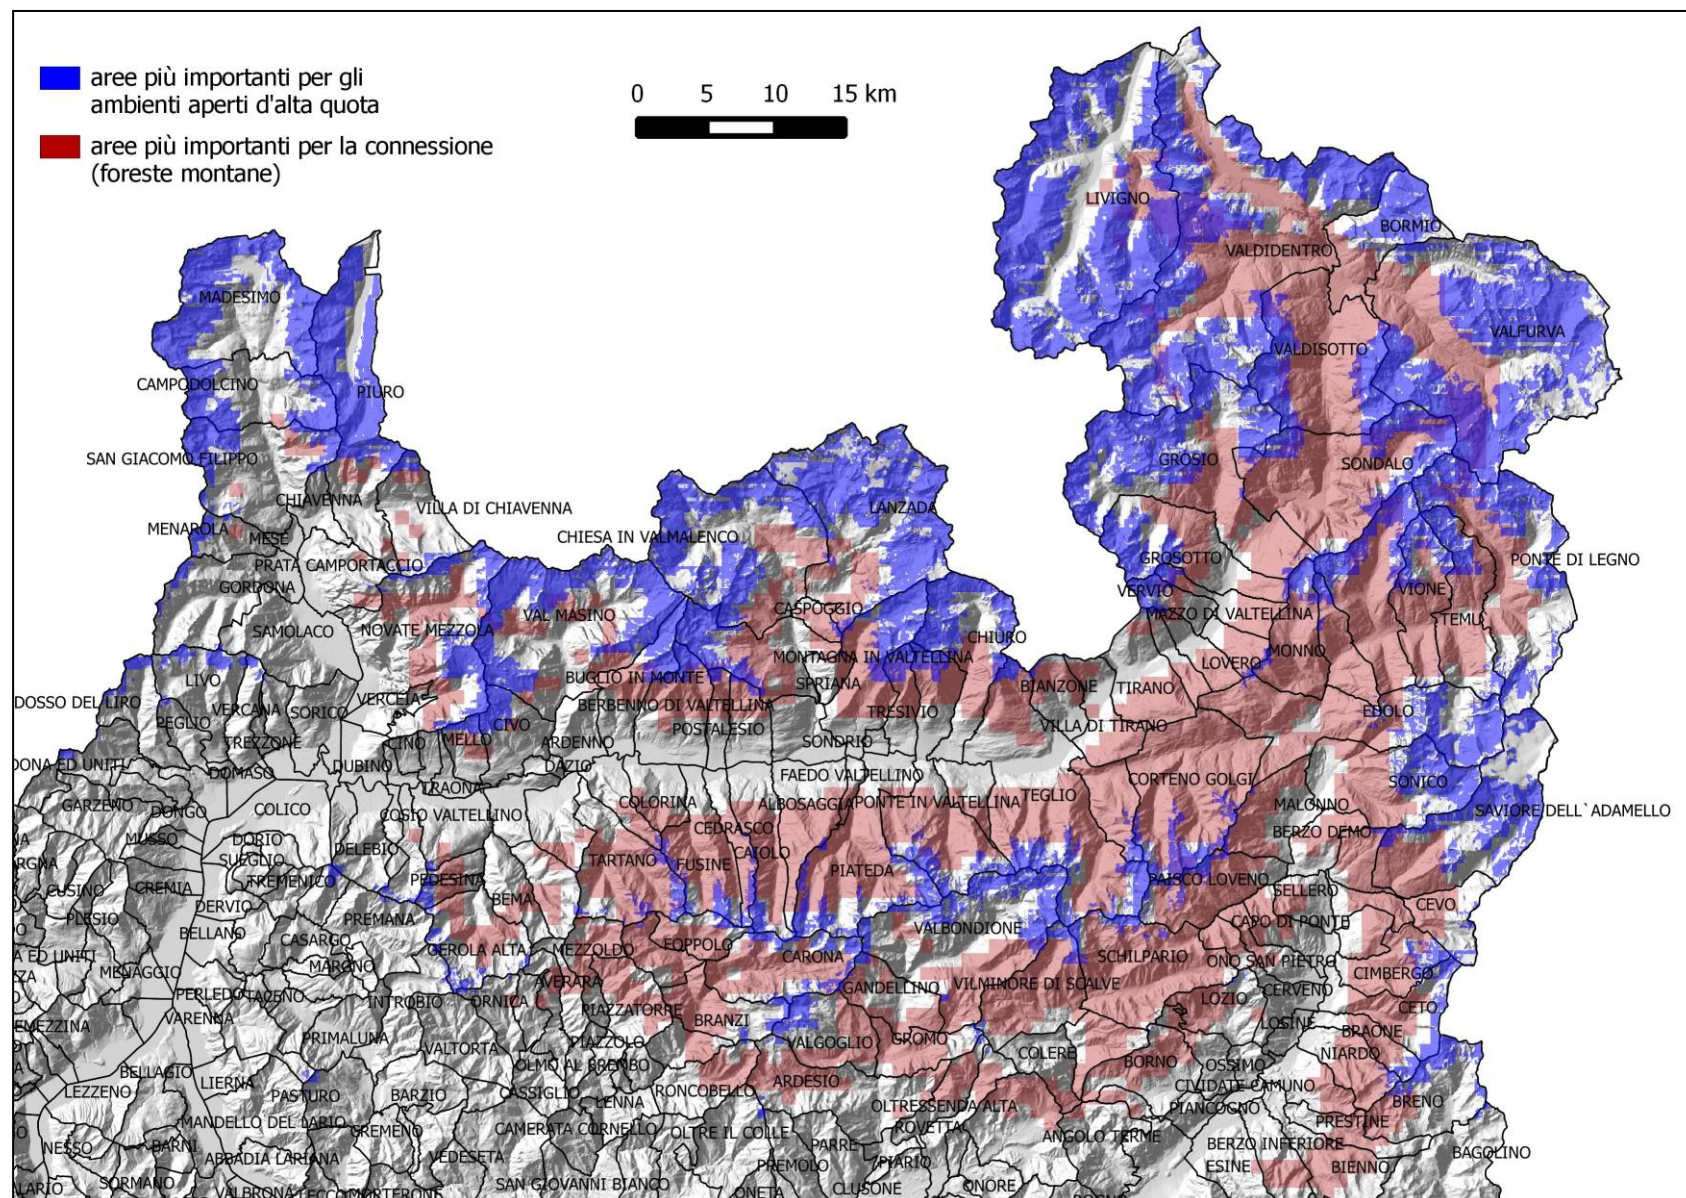 aree più importanti per gli
ambienti aperti d'alta quota
aree più importanti per la connessione
(foreste montane)
0 5 10 15 km
LIVIGNO
BORMIO
VALDIDENTRO
MADESIMO
VALFURVA
VALDISOTTO
CAMPODOLCINO
PIURO
SAN GIACOMO FILIPPO
GROSIO
SONDALO
CHIAVENNA
VILLA DI CHIAVENNA
LANZADA
MENAROLA
MESE
CHIESA IN VALMALENCO
GROSOTTO
PONTE DI LEGNO
PRATA CAMPORTACCIO
GORDONA
VERVIO
VIONE
CASPOGGIO
VAL MASINO
MAZZO DI VALTELLINA
TEMU
SAMOLACO
NOVATE MEZZOLA
CHIURO
MONNO
MONTAGNA IN VALTELLINA
LOVERO
LIVO
BUGLIO IN MONTE
SPRIANA
BIANZONE
TIRANO
DOSSO DEL LIRO
VERCEIA
PEGLIO
VERCANA
SORICO
BERBENNO DI VALTELLINA
TRESIVIO
EDOLO
CIVO
POSTALESIO
VILLA DI TIRANO
TREZZONE
CINO
MELLO
ARDENNO
SONDRIO
DONA ED UNITI
DOMASO
DUBINO
DAZIO
FAEDO VALTELLINO
CORTENO GOLGI
SONICO
TRAONA
GARZENO
DONGO
COLICO
COSIO VALTELLINO
COLORINA
ALBOSAGGIA
PONTE IN VALTELLINA
TEGLIO
MALONNO
SAVIORE DELL`ADAMELLO
MUSSO
DORIO
DELEBIO
CEDRASCO
BERZO DEMO
SUEGLIO
TARTANO
FUSINE
CAIOLO
PIATEDA
CUSINO
CREMIA
TREMENICO
PEDESINA
BEMA
PAISCO LOVENO
SELLERO
PLESIO
DERVIO
PREMANA
CEVO
BELLANO
CASARGO
GEROLA ALTA
MEZZOLDO
FOPPOLO
VALBONDIONE
CAPO DI PONTE
A ED UNITI
MENAGGIO
MARGNO
CARONA
SCHILPARIO
ONO SAN PIETRO
CIMBERGO
PERLEDO
TACENO
INTROBIO
ORNICA
AVERARA
GANDELLINO
VILMINORE DI SCALVE
CERVENO
LOZIO
CETO
VARENNA
PIAZZATORRE
BRANZI
LOSINE
BRAONE
PRIMALUNA
VALTORTA
PIAZZOLO
VALGOGLIO
GROMO
COLERE
BORNO
OSSIMO
NIARDO
BELLAGIO
LEZZENO
LIERNA
OLMO AL BREMBO
RONCOBELLO
ARDESIO
CIVIDATE CAMUNO
PASTURO
BARZIO
CASSIGLIO
LENNA
OLTRESSENDA ALTA
PIANCOGNO
BRENO
MANDELLO DEL LARIO
GREMENO
CAMERATA CORNELLO
OLTRE IL COLLE
ROVETTA
PRESTINE
NESSO
BARNI
PARRE
ANGOLO TERME
BERZO INFERIORE
BAGOLINO
ABBADIA LARIANA
VEDESETA
PREMOLO
PIARIO
ESINE
BIENNO
SORMANO
VALBRONA
LECCO
MORTERONE
SAN GIOVANNI BIANCO
ONETA
CLUSONE
ONORE